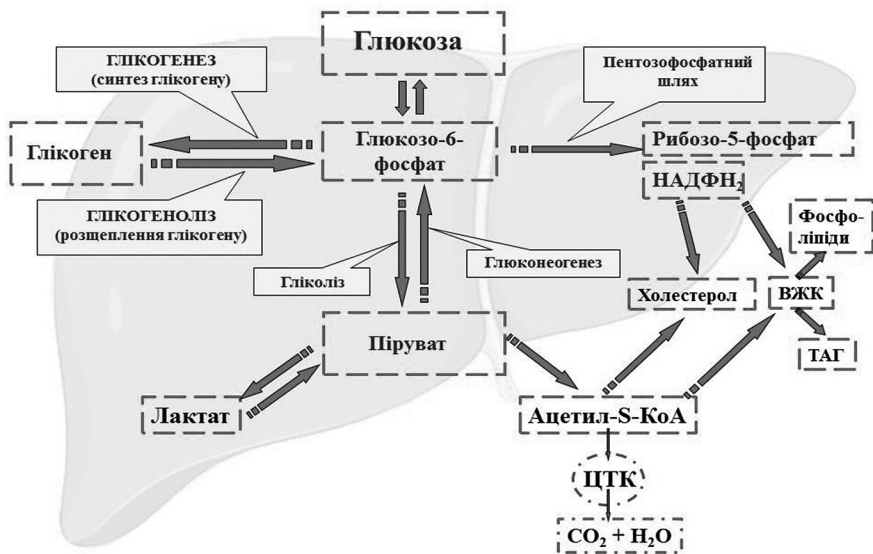 Глюкоза
ГЛІКОГЕНЕЗ
(синтез глікогену)
Пентозофосфатний
шлях
Глікоген
Глюкозо-6-
фосфат
Рибозо-5-фосфат
НАДФН₂
ГЛІКОГЕНОЛІЗ
(розщеплення глікогену)
Фосфо-
ліпіди
Гліколіз
Глюконеогенез
Холестерол
ВЖК
Піруват
ТАГ
Лактат
Ацетил-S-КоА
ЦТК
CO₂ + H₂O